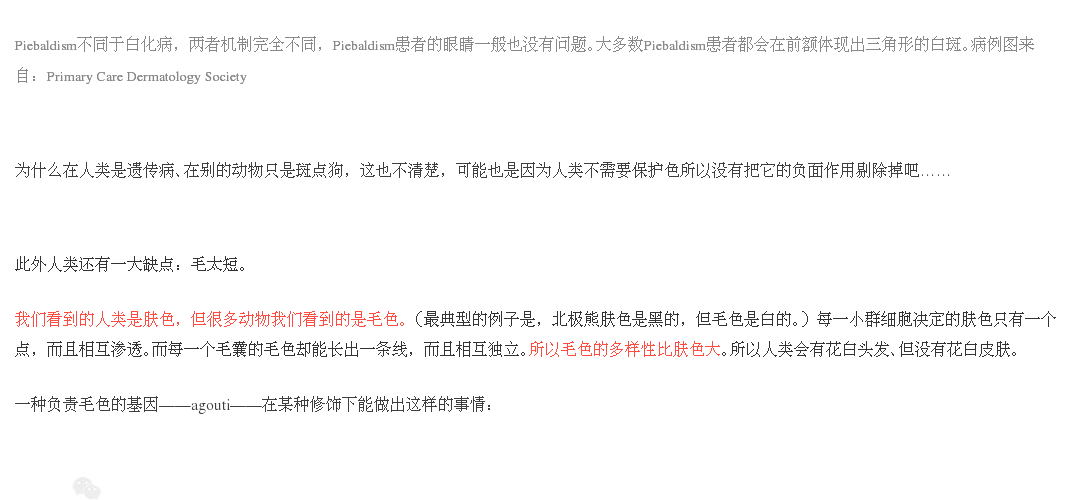 Piebaldism不同于白化病，两者机制完全不同，Piebaldism患者的眼睛一般也没有问题。大多数Piebaldism患者都会在前额体现出三角形的白斑。病例图来
自：Primary Care Dermatology Society
为什么在人类是遗传病、在别的动物只是斑点狗，这也不清楚，可能也是因为人类不需要保护色所以没有把它的负面作用剔除掉吧……
此外人类还有一大缺点：毛太短。
我们看到的人类是肤色，但很多动物我们看到的是毛色。（最典型的例子是，北极熊肤色是黑的，但毛色是白的。）每一小群细胞决定的肤色只有一个
点，而且相互渗透。而每一个毛囊的毛色却能长出一条线，而且相互独立。所以毛色的多样性比肤色大。所以人类会有花白头发、但没有花白皮肤。
一种负责毛色的基因——agouti——在某种修饰下能做出这样的事情：